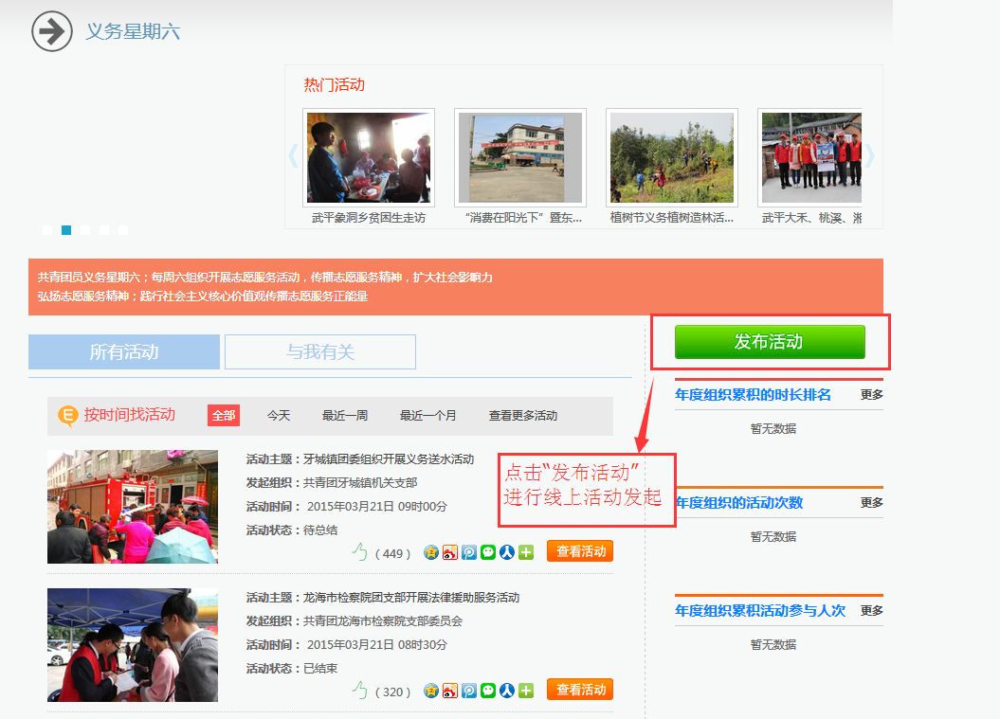 义务星期六
热门活动
武平象洞乡贫困生走访
“消费在阳光下”暨东...
植树节义务植树造林活...
武平大禾、桃溪、湘
共青团员义务星期六；每周六组织开展志愿服务活动，传播志愿服务精神，扩大社会影响力
弘扬志愿服务精神；践行社会主义核心价值观传播志愿服务正能量
所有活动
与我有关
发布活动
E 按时间找活动
全部
今天
最近一周
最近一个月
查看更多活动
活动主题：牙城镇团委组织开展义务送水活动
发起组织：共青团牙城镇机关支部
活动时间： 2015年03月21日 09时00分
活动状态：待总结
( 449 )
查看活动
点击“发布活动”
进行线上活动发起
活动主题：龙海市检察院团支部开展法律援助服务活动
发起组织：共青团龙海市检察院支部委员会
活动时间： 2015年03月21日 08时30分
活动状态：已结束
( 320 )
查看活动
年度组织累积的时长排名 更多
暂无数据
年度组织的活动次数 更多
暂无数据
年度组织累积活动参与人次 更多
暂无数据